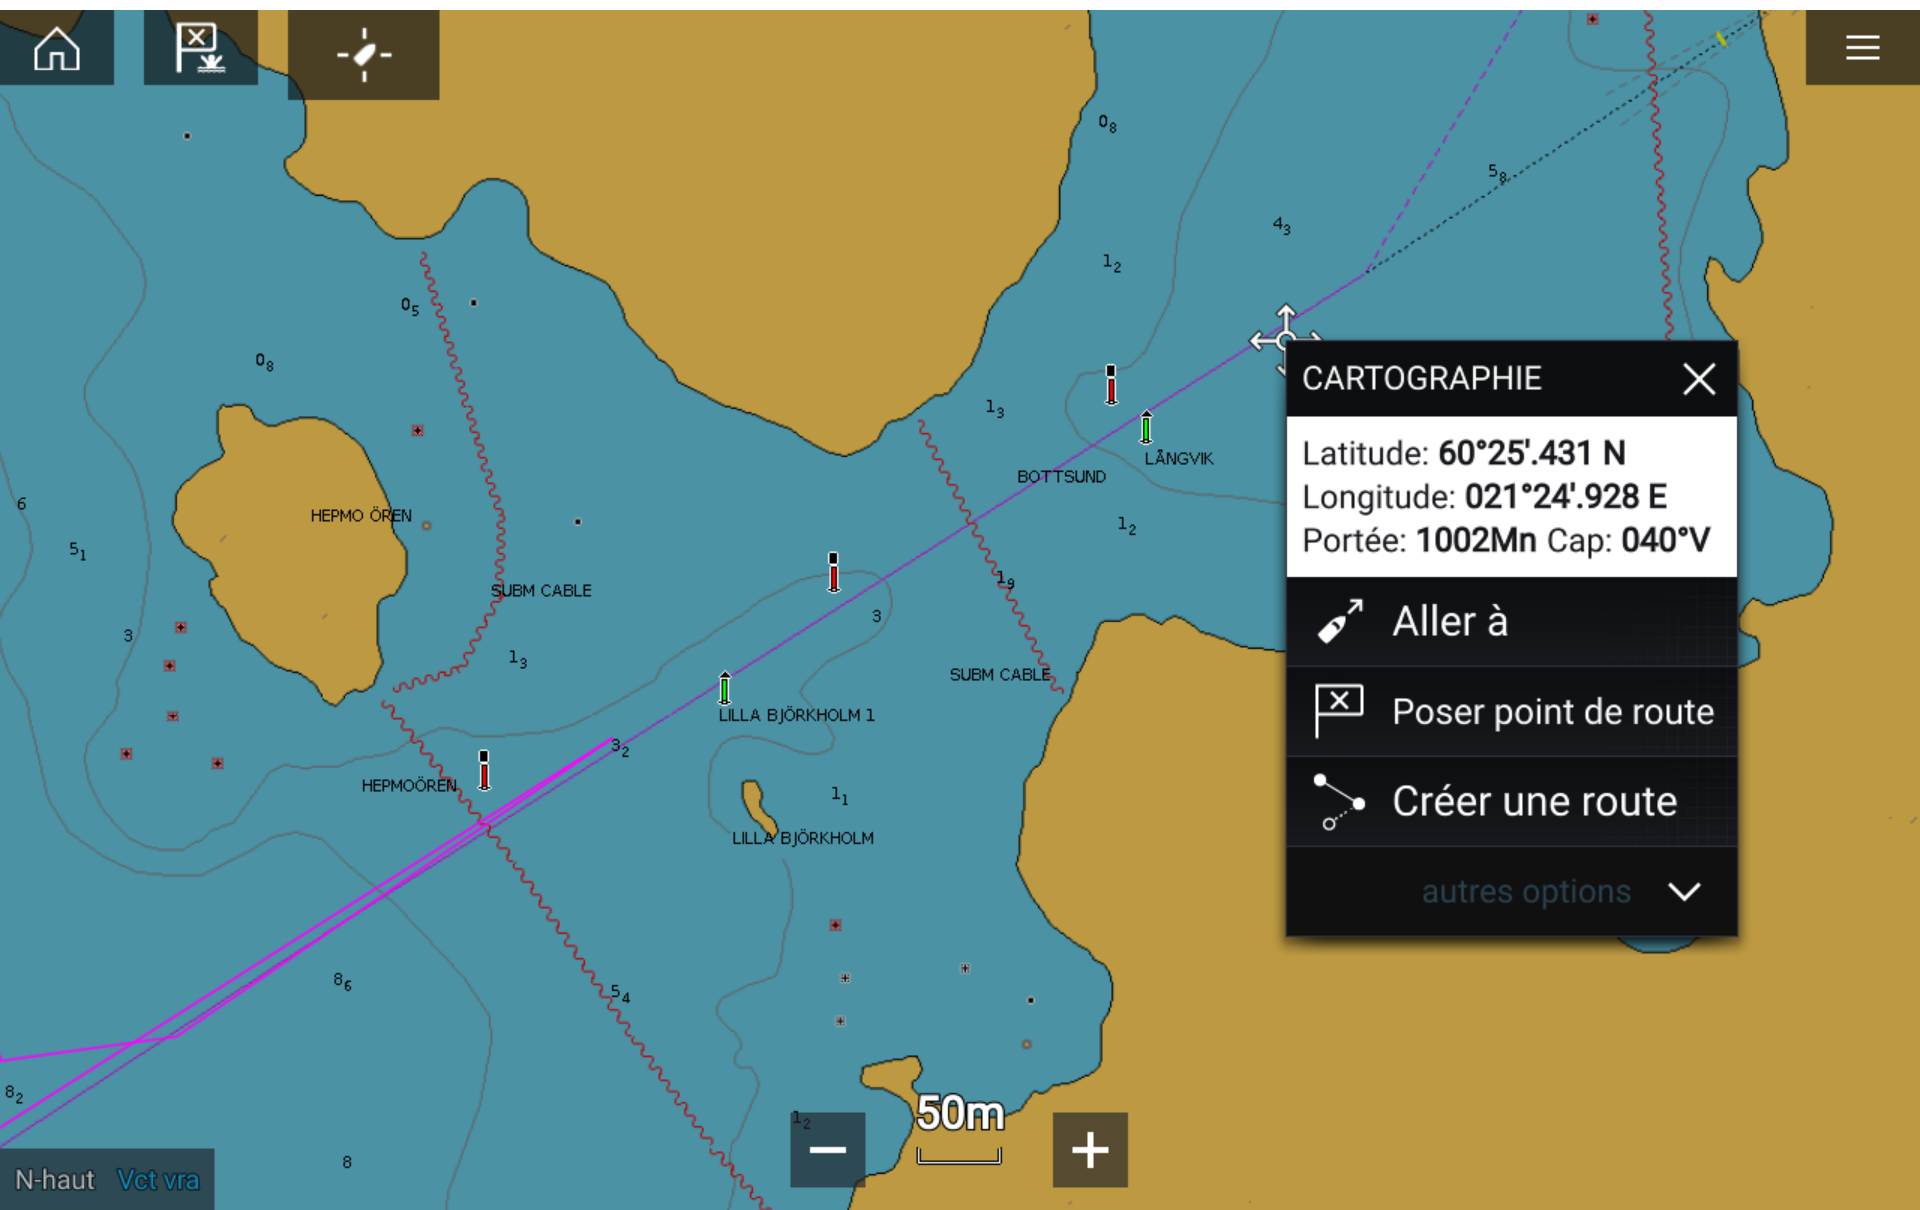 0₈
5₈
4₃
1₂
0₅
0₈
CARTOGRAPHIE
Latitude: 60°25'.431 N
Longitude: 021°24'.928 E
Portée: 1002Mn Cap: 040°V
Aller à
Poser point de route
Créer une route
autres options
1₃
LÅNGVIK
BOTTSUND
6
HEPMO ÖREN
1₂
5₁
1₉
SUBM CABLE
3
3
1₃
SUBM CABLE
LILLA BJÖRKHOLM 1
3₂
HEPMOÖREN
1₁
LILLA BJÖRKHOLM
8₆
5₄
8₂
50m
1₂
8
N-haut Vct vra